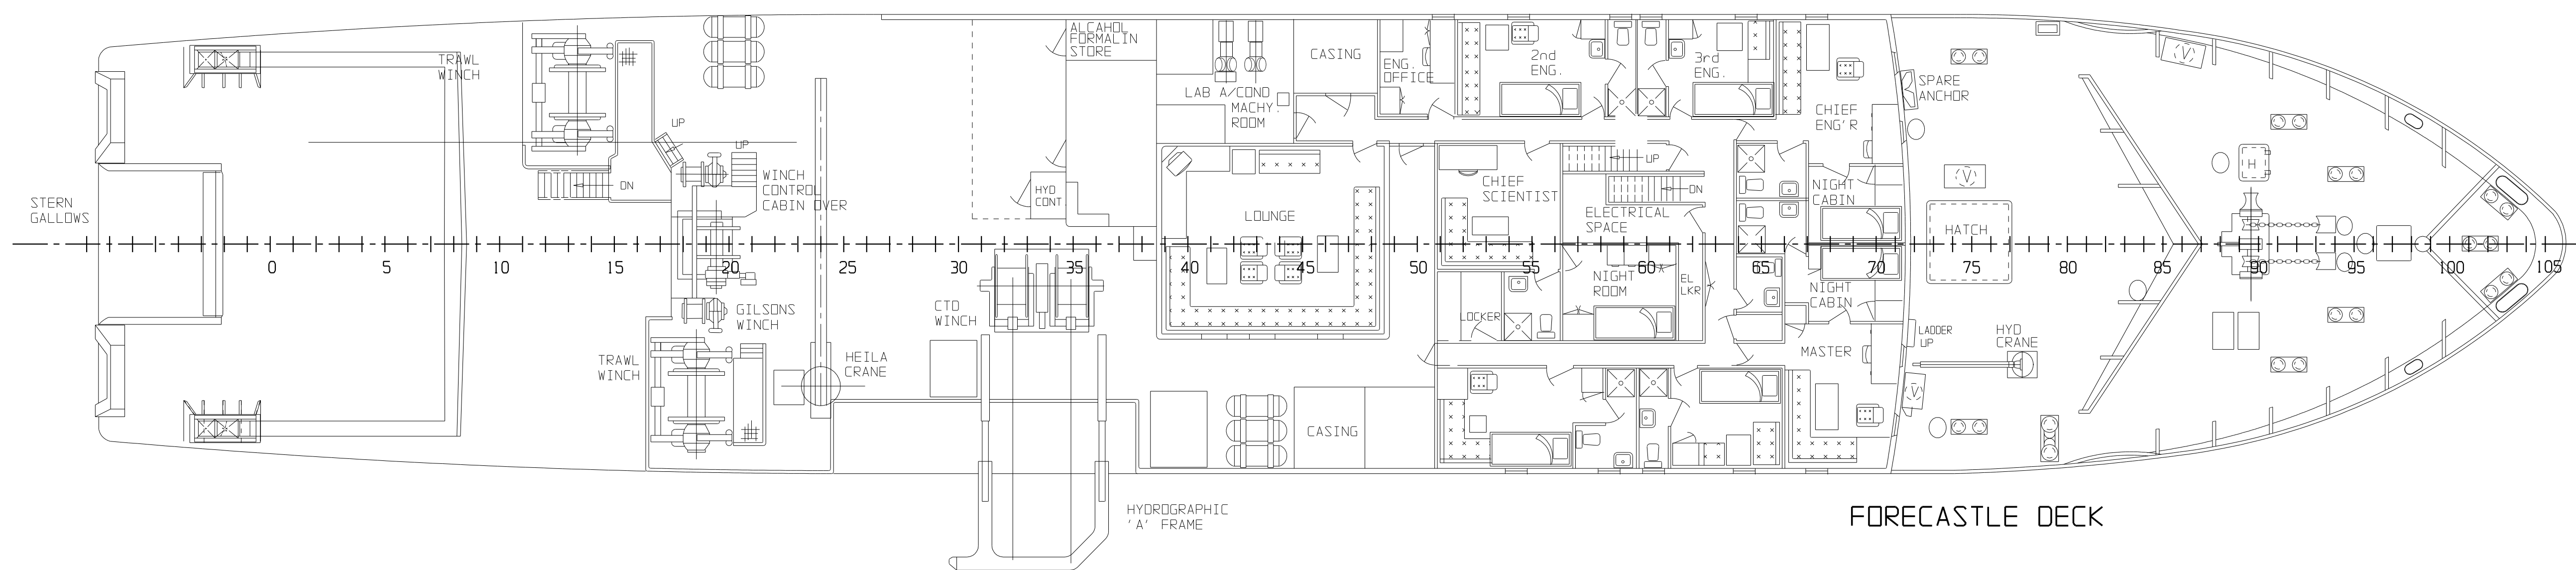 TRAWL
WINCH
STERN
GALLOWS
UP
UP
DN
WINCH
CONTROL
CABIN OVER
GILSONS
WINCH
TRAWL
WINCH
HEILA
CRANE
ALCAHOL
FORMALIN
STORE
HYD
CONT.
CTD
WINCH
HYDROGRAPHIC
'A' FRAME
LAB A/COND
MACHY.
ROOM
CASING
ENG.
OFFICE
LOUNGE
CASING
2nd
ENG.
3rd
ENG.
CHIEF
ENG'R
CHIEF
SCIENTIST
UP
DN
ELECTRICAL
SPACE
NIGHT
ROOM
EL
LKR
LOCKER
NIGHT
CABIN
NIGHT
CABIN
MASTER
SPARE
ANCHOR
V
V
HATCH
LADDER
UP
V
HYD
CRANE
H
0 5 10 15 20 25 30 35 40 45 50 55 60 65 70 75 80 85 90 95 100 105
FORECASTLE DECK